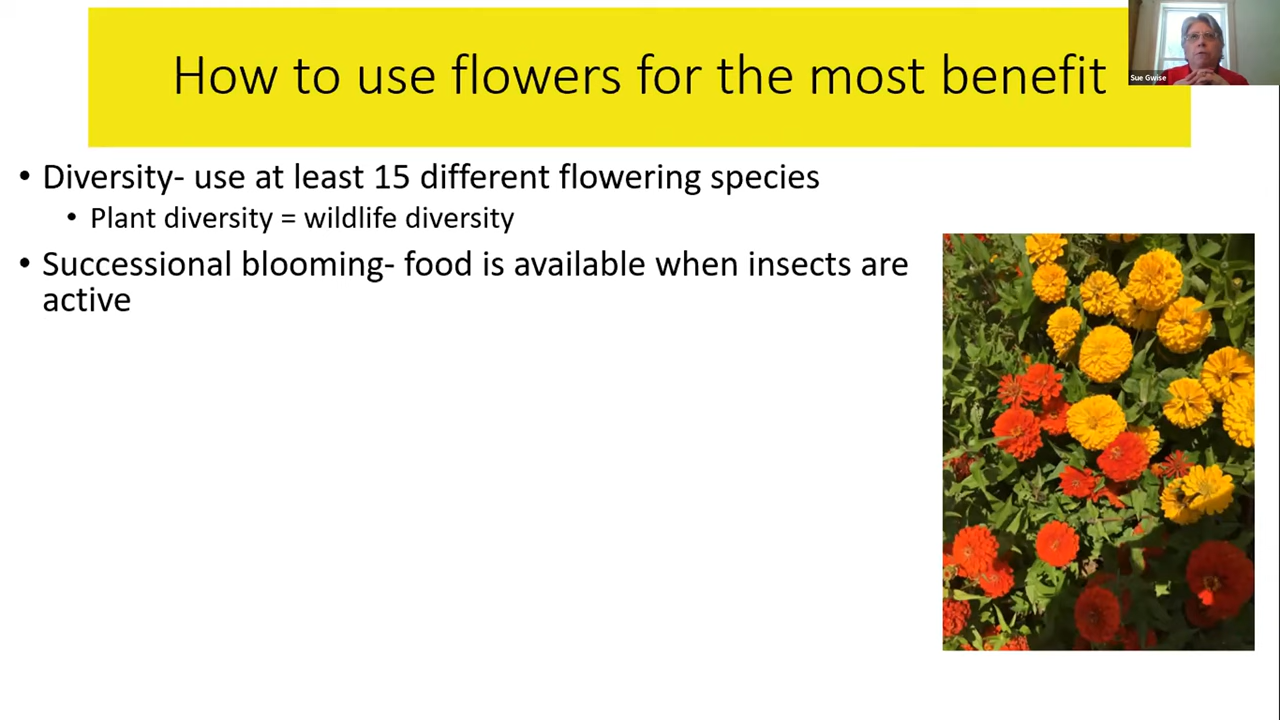 How to use flowers for the most benefit
Sue Gwise
• Diversity- use at least 15 different flowering species
• Plant diversity = wildlife diversity
• Successional blooming- food is available when insects are
active